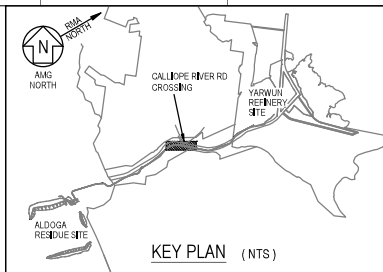 RMA
NORTH
N
AMG
NORTH
CALLIOPE RIVER RD
CROSSING
YARWUN
REFINERY
SITE
ALDOGA
RESIDUE SITE
KEY PLAN (NTS)